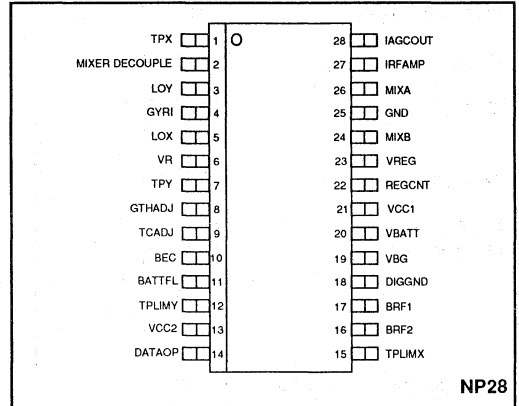 TPX 1 O 28 IAGCOUT
MIXER DECOUPLE 2 27 IRFAMP
LOY 3 26 MIXA
GYRI 4 25 GND
LOX 5 24 MIXB
VR 6 23 VREG
TPY 7 22 REGCNT
GTHADJ 8 21 VCC1
TCADJ 9 20 VBATT
BEC 10 19 VBG
BATTFL 11 18 DIGGND
TPLIMY 12 17 BRF1
VCC2 13 16 BRF2
DATAOP 14 15 TPLIMX
NP28